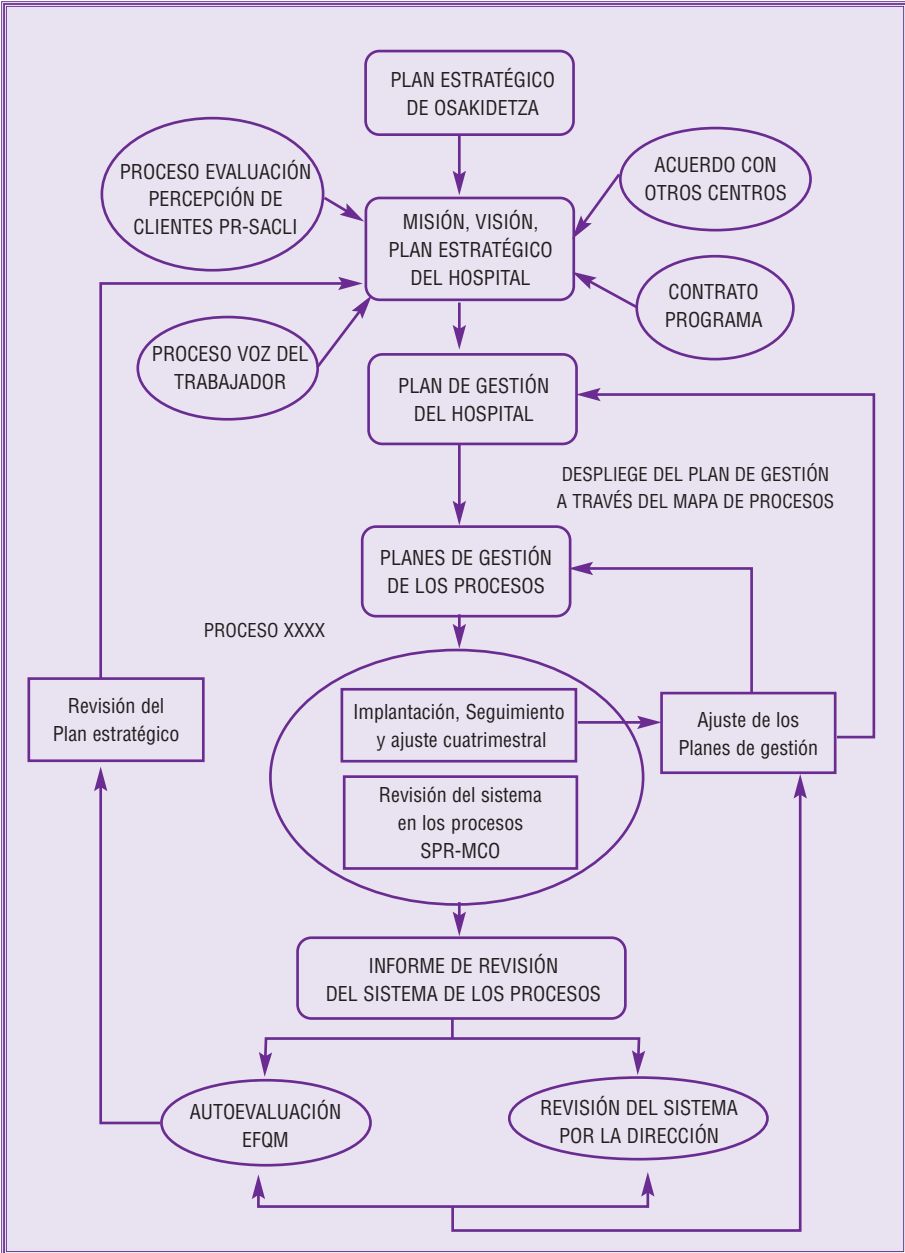 PLAN ESTRATÉGICO
DE OSAKIDETZA
PROCESO EVALUACIÓN
PERCEPCIÓN DE
CLIENTES PR-SACLI
ACUERDO CON
OTROS CENTROS
MISIÓN, VISIÓN,
PLAN ESTRATÉGICO
DEL HOSPITAL
CONTRATO
PROGRAMA
PROCESO VOZ DEL
TRABAJADOR
PLAN DE GESTIÓN
DEL HOSPITAL
DESPLIEGE DEL PLAN DE GESTIÓN
A TRAVÉS DEL MAPA DE PROCESOS
PLANES DE GESTIÓN
DE LOS PROCESOS
PROCESO XXXX
Revisión del
Plan estratégico
Implantación, Seguimiento
y ajuste cuatrimestral
Ajuste de los
Planes de gestión
Revisión del sistema
en los procesos
SPR-MCO
INFORME DE REVISIÓN
DEL SISTEMA DE LOS PROCESOS
AUTOEVALUACIÓN
EFQM
REVISIÓN DEL SISTEMA
POR LA DIRECCIÓN